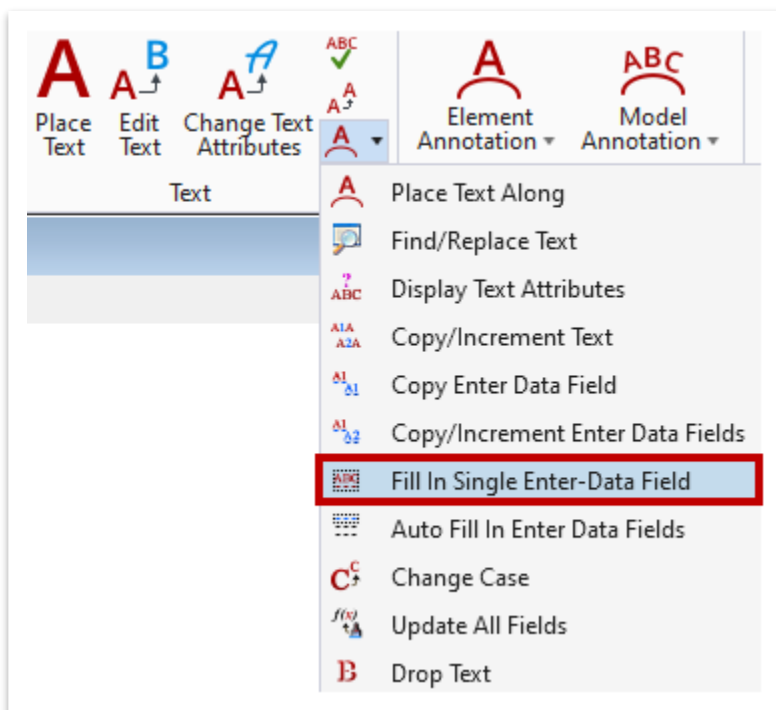 Place Text
Edit Text
Change Text Attributes
ABC
Element Annotation
Model Annotation
Text
Place Text Along
Find/Replace Text
Display Text Attributes
Copy/Increment Text
Copy Enter Data Field
Copy/Increment Enter Data Fields
Fill In Single Enter-Data Field
Auto Fill In Enter Data Fields
Change Case
Update All Fields
Drop Text